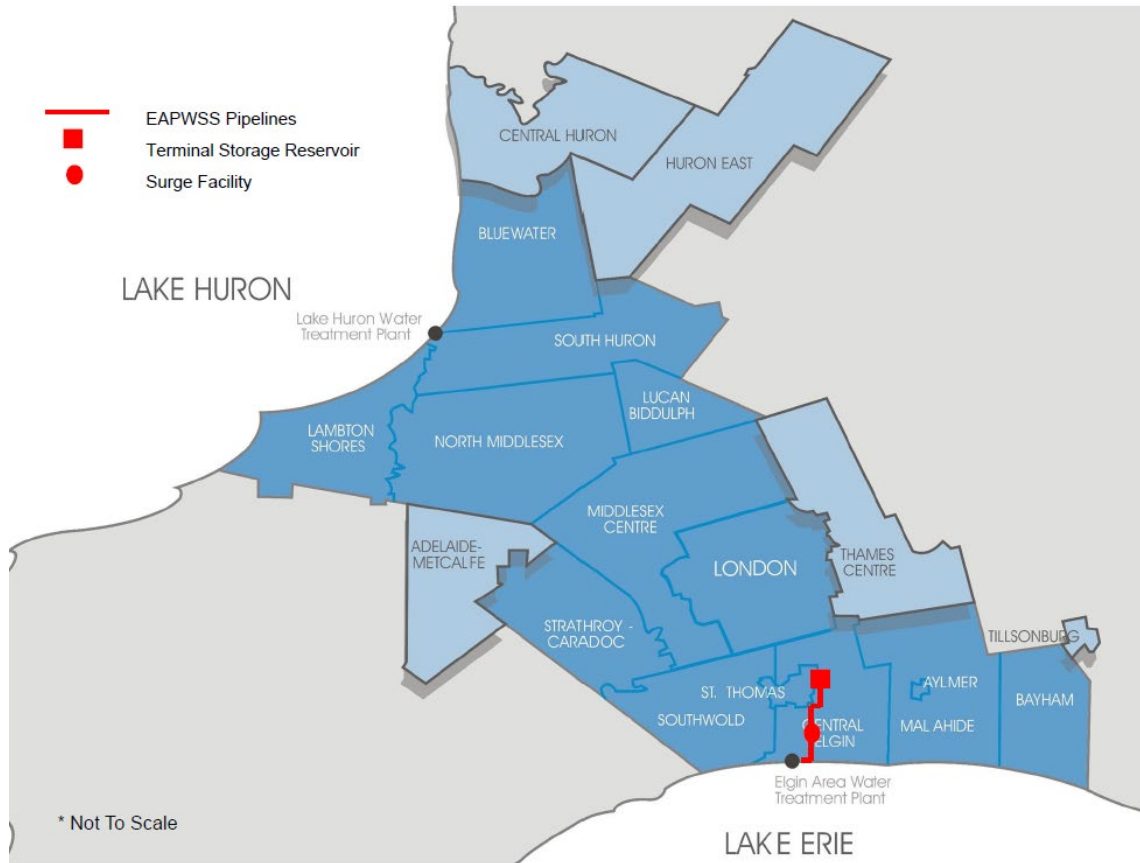 EAPWSS Pipelines
Terminal Storage Reservoir
Surge Facility
CENTRAL HURON
HURON EAST
BLUEWATER
LAKE HURON
Lake Huron Water
Treatment Plant
SOUTH HURON
LUCAN
BIDDULPH
LAMBTON
SHORES
NORTH MIDDLESEX
MIDDLESEX
CENTRE
ADELAIDE-
METCALFE
LONDON
THAMES
CENTRE
STRATHROY -
CARADOC
TILLSONBURG
ST. THOMAS
AYLMER
BAYHAM
SOUTHWOLD
CENTRAL
ELGIN
MALAHIDE
Elgin Area Water
Treatment Plant
* Not To Scale
LAKE ERIE